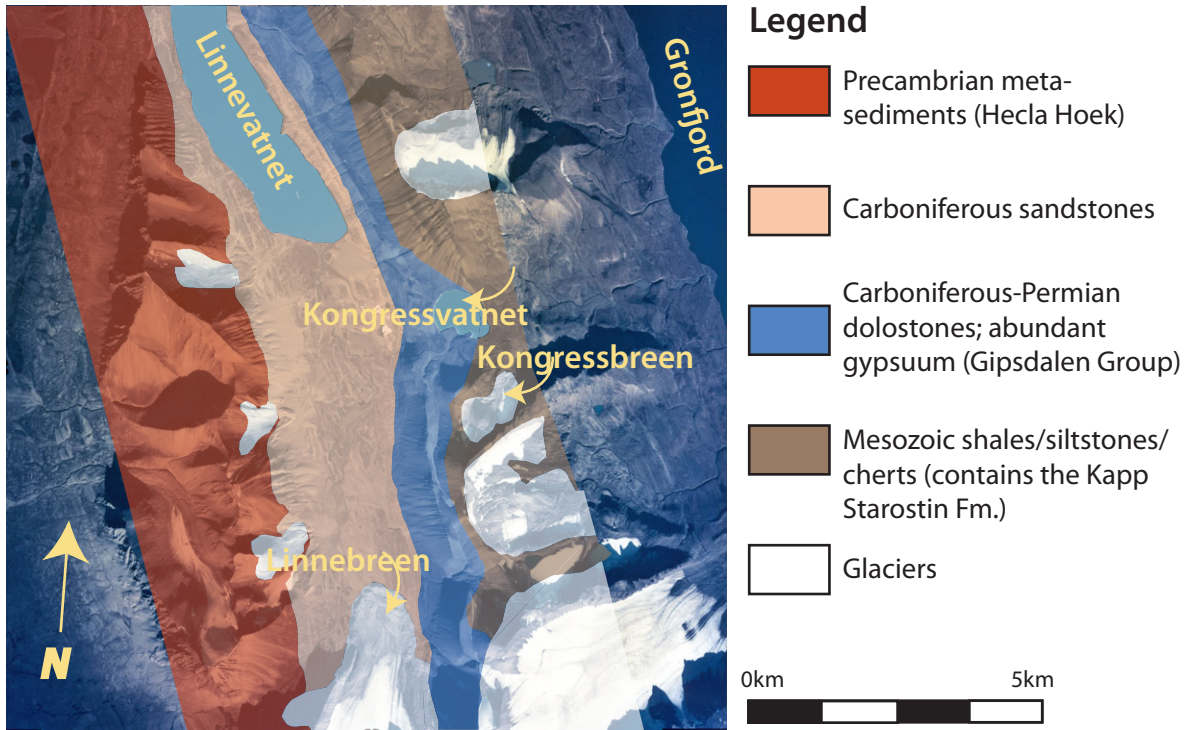 Linnevatnet
Gronfjord
Kongressvatnet
Kongressbreen
Linnebreen
N
Legend
Precambrian meta-
sediments (Hecla Hoek)
Carboniferous sandstones
Carboniferous-Permian
dolostones; abundant
gypsuum (Gipsdalen Group)
Mesozoic shales/siltstones/
cherts (contains the Kapp
Starostin Fm.)
Glaciers
0km 5km